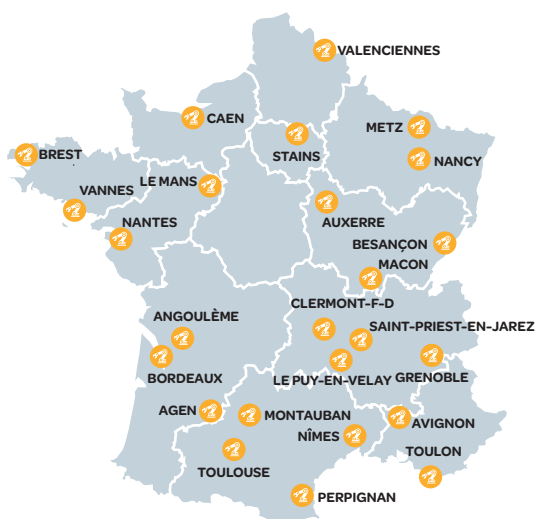 VALENCIENNES
CAEN
METZ
BREST
STAINS
NANCY
LE MANS
VANNES
NANTES
AUXERRE
BESANÇON
MACON
CLERMONT-F-D
ANGOULÊME
SAINT-PRIEST-EN-JAREZ
BORDEAUX
LE PUY-EN-VELAY
GRENOBLE
AGEN
MONTAUBAN
AVIGNON
NÎMES
TOULON
TOULOUSE
PERPIGNAN